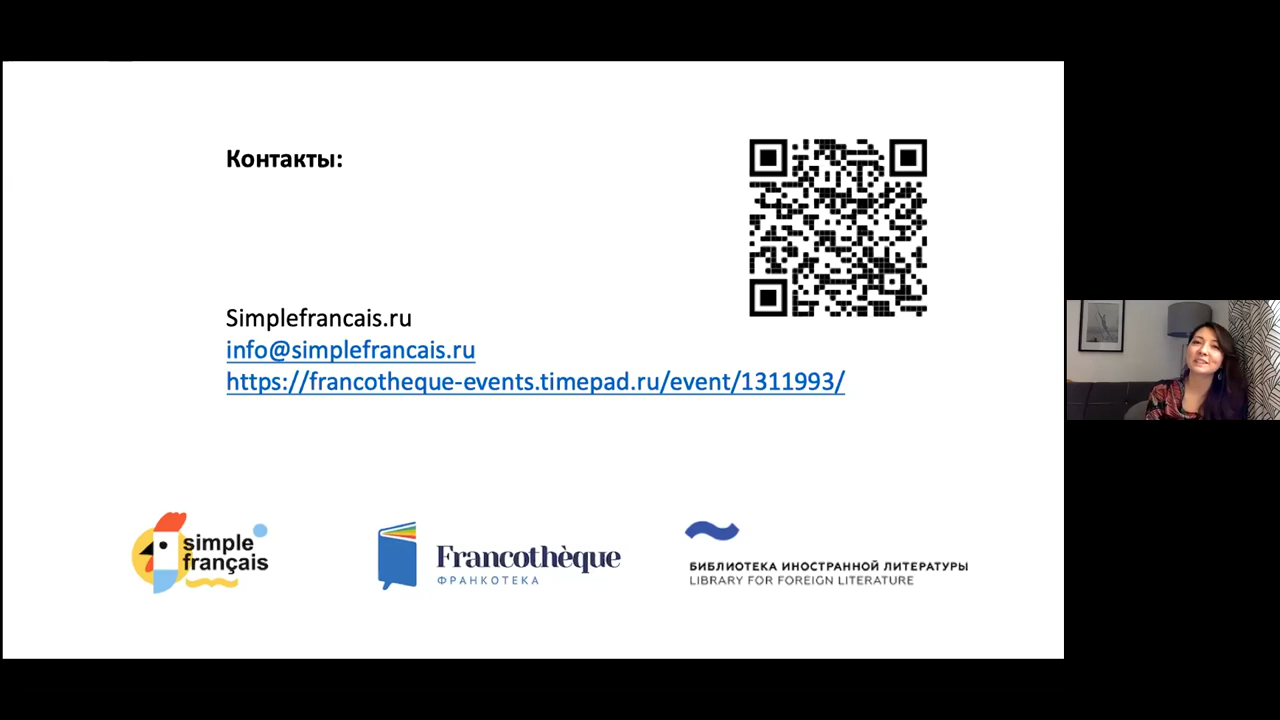 Контакты:
Simplefrancais.ru
info@simplefrancais.ru
https://francotheque-events.timepad.ru/event/1311993/
simple
français
Francothèque
ФРАНКОТЕКА
БИБЛИОТЕКА ИНОСТРАННОЙ ЛИТЕРАТУРЫ
LIBRARY FOR FOREIGN LITERATURE